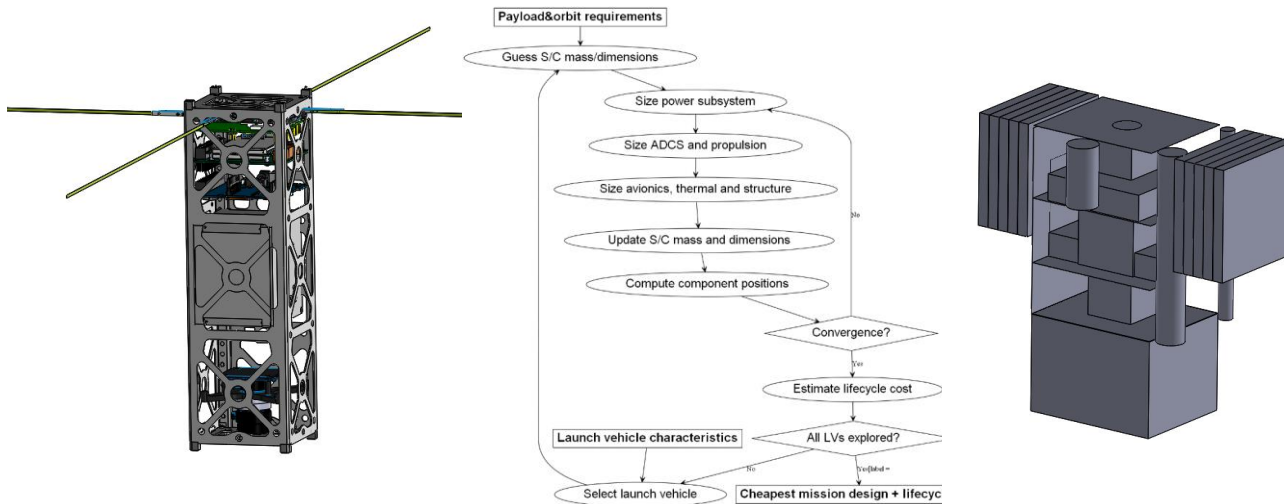 Payload&orbit requirements
Guess S/C mass/dimensions
Size power subsystem
Size ADCS and propulsion
Size avionics, thermal and structure
No
Update S/C mass and dimensions
Compute component positions
Convergence?
Yes
Estimate lifecycle cost
Launch vehicle characteristics
All LVs explored?
No
Yes[label =
Select launch vehicle
Cheapest mission design + lifecyc